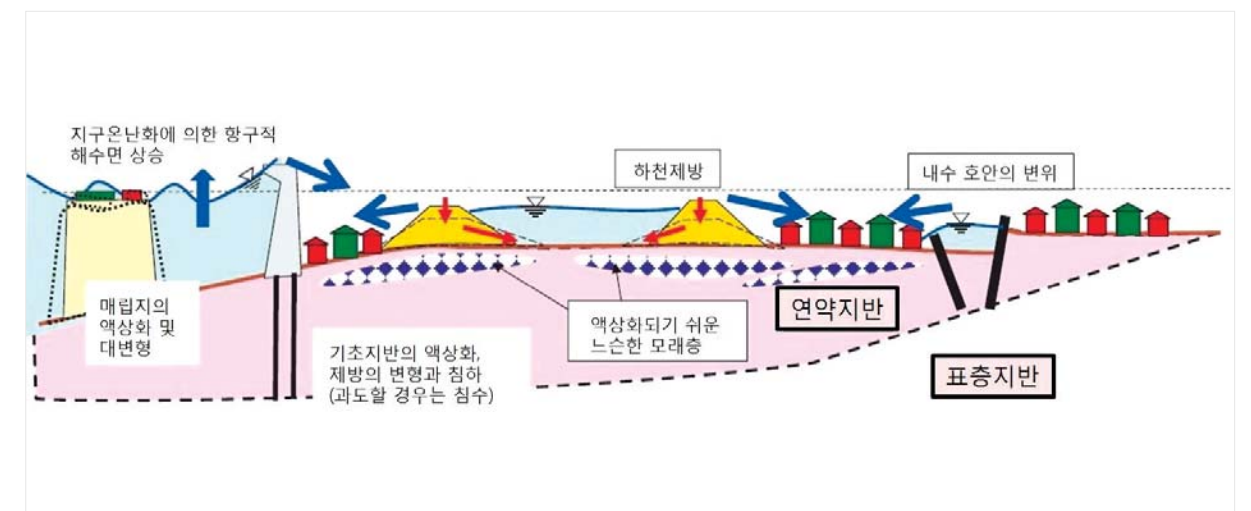 지구온난화에 의한 항구적
해수면 상승
하천제방
내수 호안의 변위
매립지의
액상화 및
대변형
기초지반의 액상화,
제방의 변형과 침하
(과도할 경우는 침수)
액상화되기 쉬운
느슨한 모래층
연약지반
표층지반